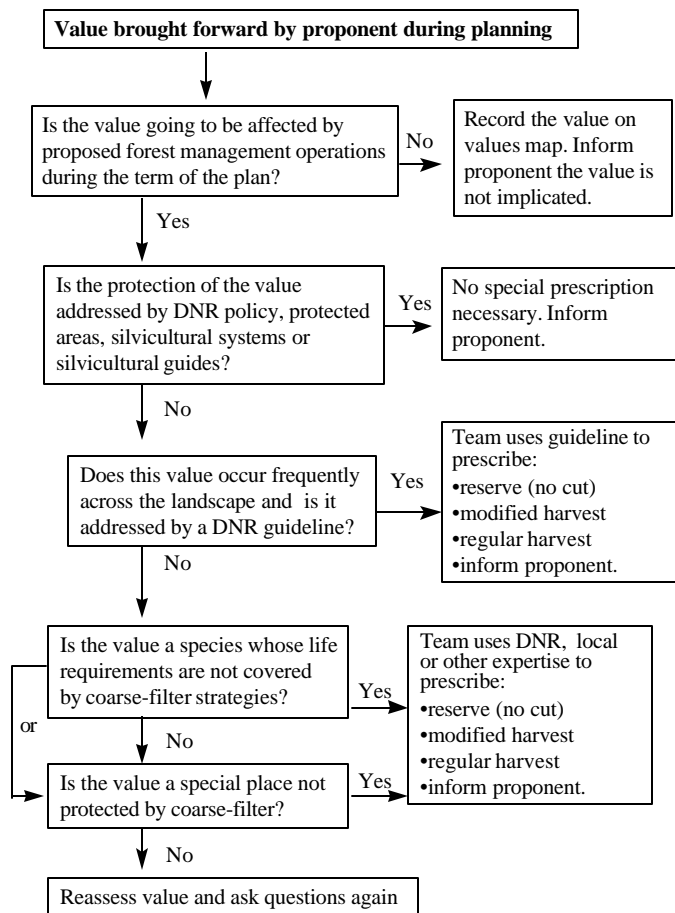 Value brought forward by proponent during planning
Is the value going to be affected by
proposed forest management operations
during the term of the plan?
No
Record the value on
values map. Inform
proponent the value is
not implicated.
Yes
Is the protection of the value
addressed by DNR policy, protected
areas, silvicultural systems or
silvicultural guides?
Yes
No special prescription
necessary. Inform
proponent.
No
Does this value occur frequently
across the landscape and is it
addressed by a DNR guideline?
Yes
Team uses guideline to
prescribe:
•reserve (no cut)
•modified harvest
•regular harvest
•inform proponent.
No
Is the value a species whose life
requirements are not covered
by coarse-filter strategies?
Yes
Team uses DNR, local
or other expertise to
prescribe:
•reserve (no cut)
•modified harvest
•regular harvest
•inform proponent.
or
No
Is the value a special place not
protected by coarse-filter?
Yes
No
Reassess value and ask questions again